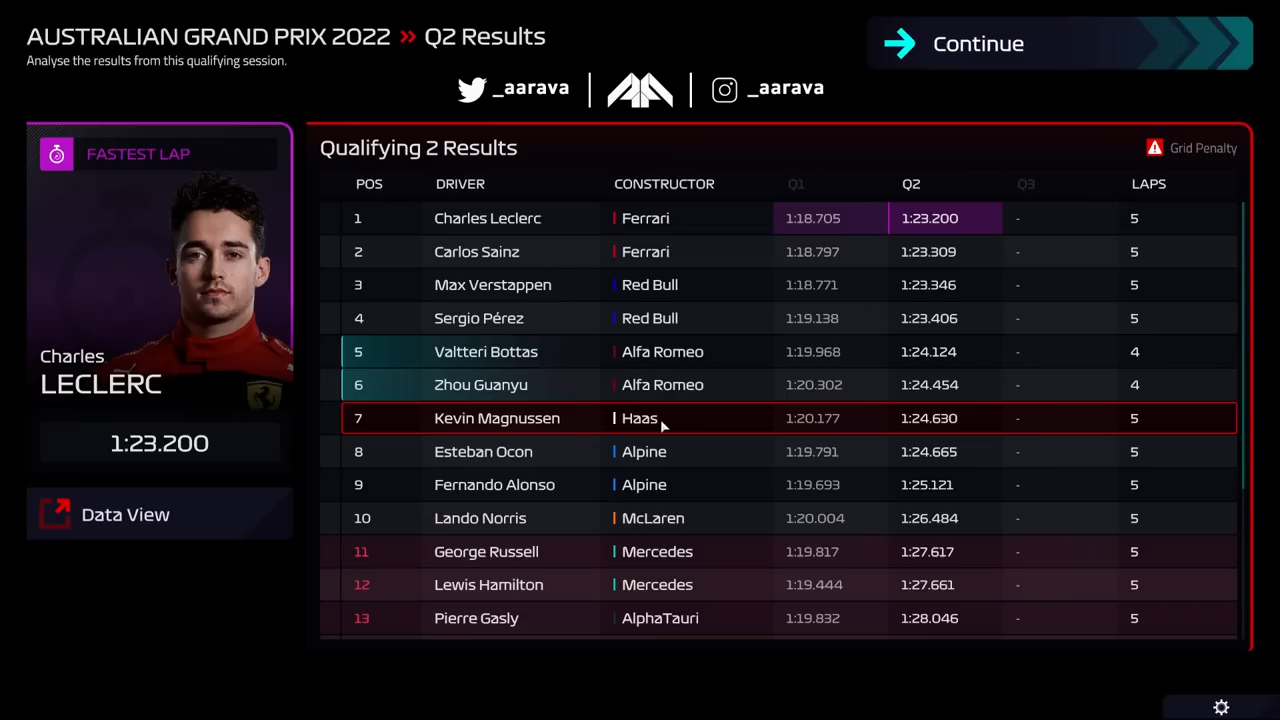 AUSTRALIAN GRAND PRIX 2022 » Q2 Results
Analyse the results from this qualifying session.
Continue
_aarava
_aarava
FASTEST LAP
Charles
LECLERC
1:23.200
Data View
Qualifying 2 Results
Grid Penalty
POS DRIVER CONSTRUCTOR Q1 Q2 Q3 LAPS
1 Charles Leclerc Ferrari 1:18.705 1:23.200 - 5
2 Carlos Sainz Ferrari 1:18.797 1:23.309 - 5
3 Max Verstappen Red Bull 1:18.771 1:23.346 - 5
4 Sergio Pérez Red Bull 1:19.138 1:23.406 - 5
5 Valtteri Bottas Alfa Romeo 1:19.968 1:24.124 - 4
6 Zhou Guanyu Alfa Romeo 1:20.302 1:24.454 - 4
7 Kevin Magnussen Haas 1:20.177 1:24.630 - 5
8 Esteban Ocon Alpine 1:19.791 1:24.665 - 5
9 Fernando Alonso Alpine 1:19.693 1:25.121 - 5
10 Lando Norris McLaren 1:20.004 1:26.484 - 5
11 George Russell Mercedes 1:19.817 1:27.617 - 5
12 Lewis Hamilton Mercedes 1:19.444 1:27.661 - 5
13 Pierre Gasly AlphaTauri 1:19.832 1:28.046 - 5